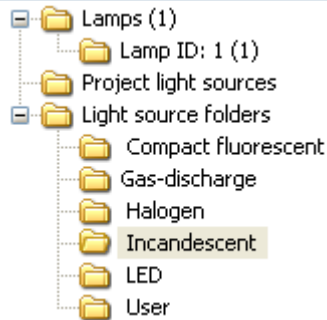 Lamps (1)
Lamp ID: 1 (1)
Project light sources
Light source folders
Compact fluorescent
Gas-discharge
Halogen
Incandescent
LED
User